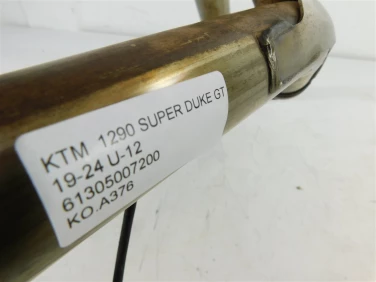 KTM 1290 SUPER DUKE GT
19-24 U-12
61305007200
KO.A376